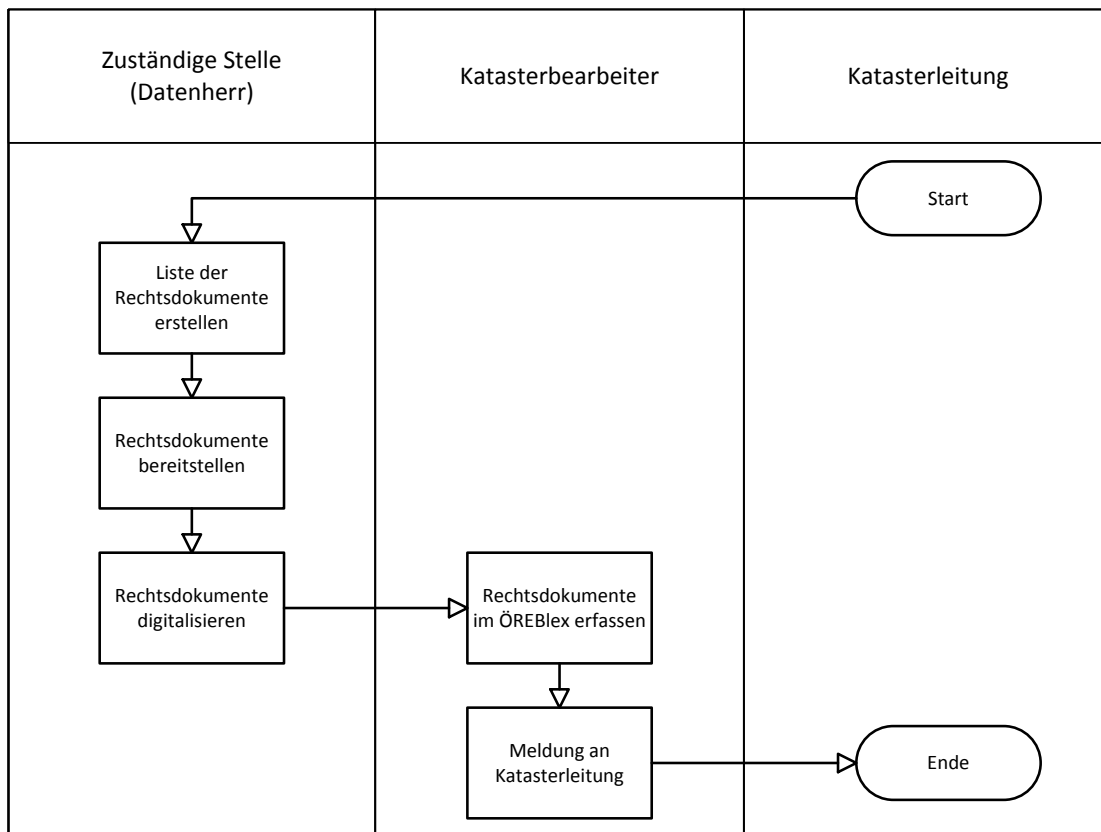 Zuständige Stelle
(Datenherr)
Katasterbearbeiter
Katasterleitung
Start
Liste der
Rechtsdokumente
erstellen
Rechtsdokumente
bereitstellen
Rechtsdokumente
digitalisieren
Rechtsdokumente
im ÖREBlex erfassen
Meldung an
Katasterleitung
Ende